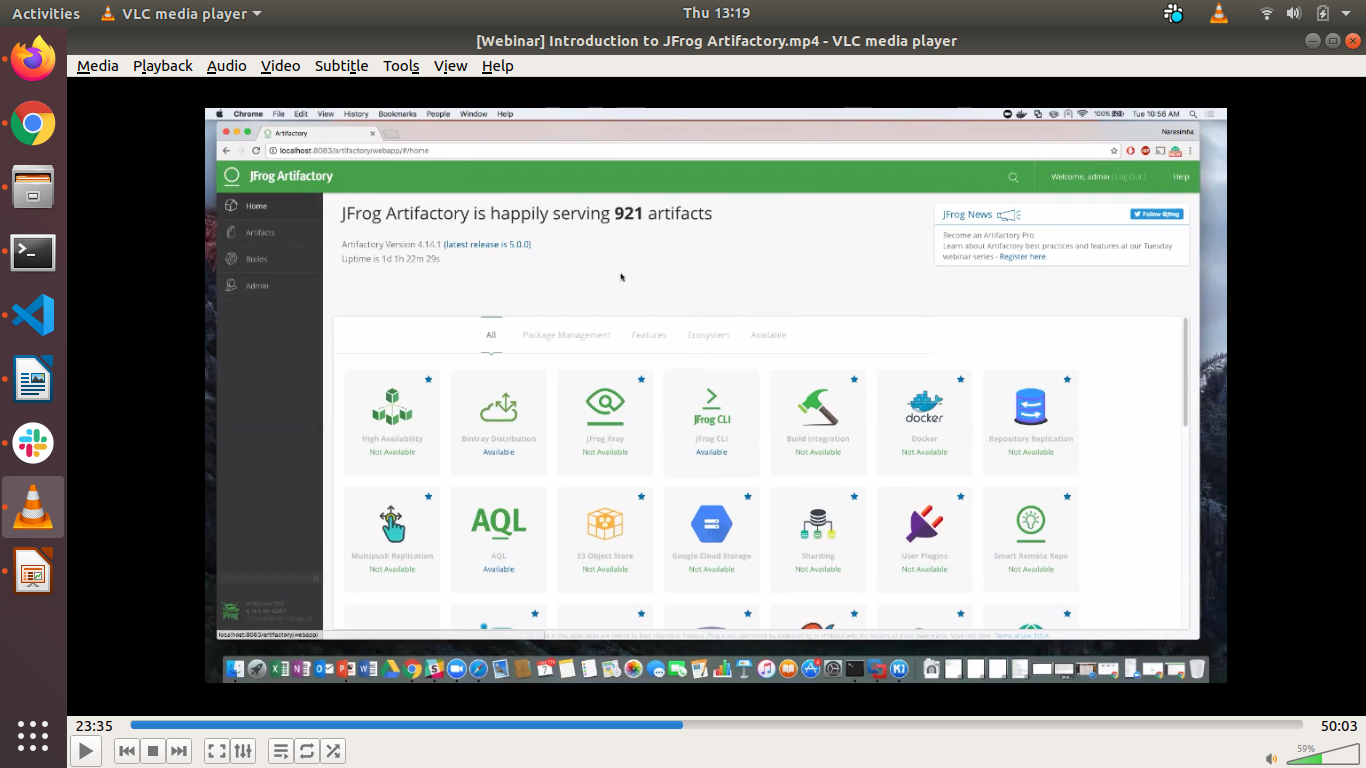 Activities VLC media player Thu 13:19
[Webinar] Introduction to JFrog Artifactory.mp4 - VLC media player
Media Playback Audio Video Subtitle Tools View Help
Chrome File Edit View History Bookmarks People Window Help 100% Tue 10:56 AM
Artifactory Narasimha
localhost:8083/artifactory/webapp/#/home
JFrog Artifactory Welcome, admin (Log Out) Help
Home
Artifacts
Builds
Admin
JFrog Artifactory is happily serving 921 artifacts
Artifactory Version 4.14.1 (latest release is 5.0.0)
Uptime is 1d 1h 22m 29s
JFrog News Follow @jfrog
Become an Artifactory Pro
Learn about Artifactory best practices and features at our Tuesday
webinar series - Register here.
All Package Management Features Ecosystem Available
JFrog CLI docker
High Availability Bintray Distribution JFrog Xray JFrog CLI Build Integration Docker Repository Replication
Not Available Available Not Available Available Not Available Not Available Not Available
AQL
Multipush Replication AQL S3 Object Store Google Cloud Storage Sharding User Plugins Smart Remote Repo
Not Available Available Not Available Not Available Not Available Not Available Not Available
JFrog
localhost:8083/artifactory/webapp/
23:35 50:03
59%